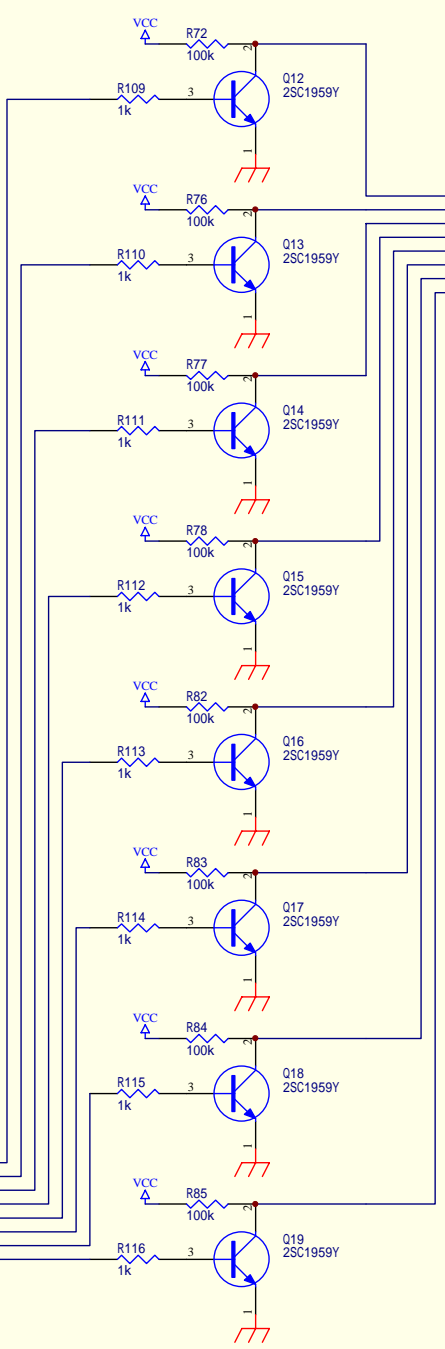 VCC
R72
100k
2
Q12
2SC1959Y
R109
1k
3
1
VCC
R76
100k
2
Q13
2SC1959Y
R110
1k
3
1
VCC
R77
100k
2
Q14
2SC1959Y
R111
1k
3
1
VCC
R78
100k
2
Q15
2SC1959Y
R112
1k
3
1
VCC
R82
100k
2
Q16
2SC1959Y
R113
1k
3
1
VCC
R83
100k
2
Q17
2SC1959Y
R114
1k
3
1
VCC
R84
100k
2
Q18
2SC1959Y
R115
1k
3
1
VCC
R85
100k
2
Q19
2SC1959Y
R116
1k
3
1